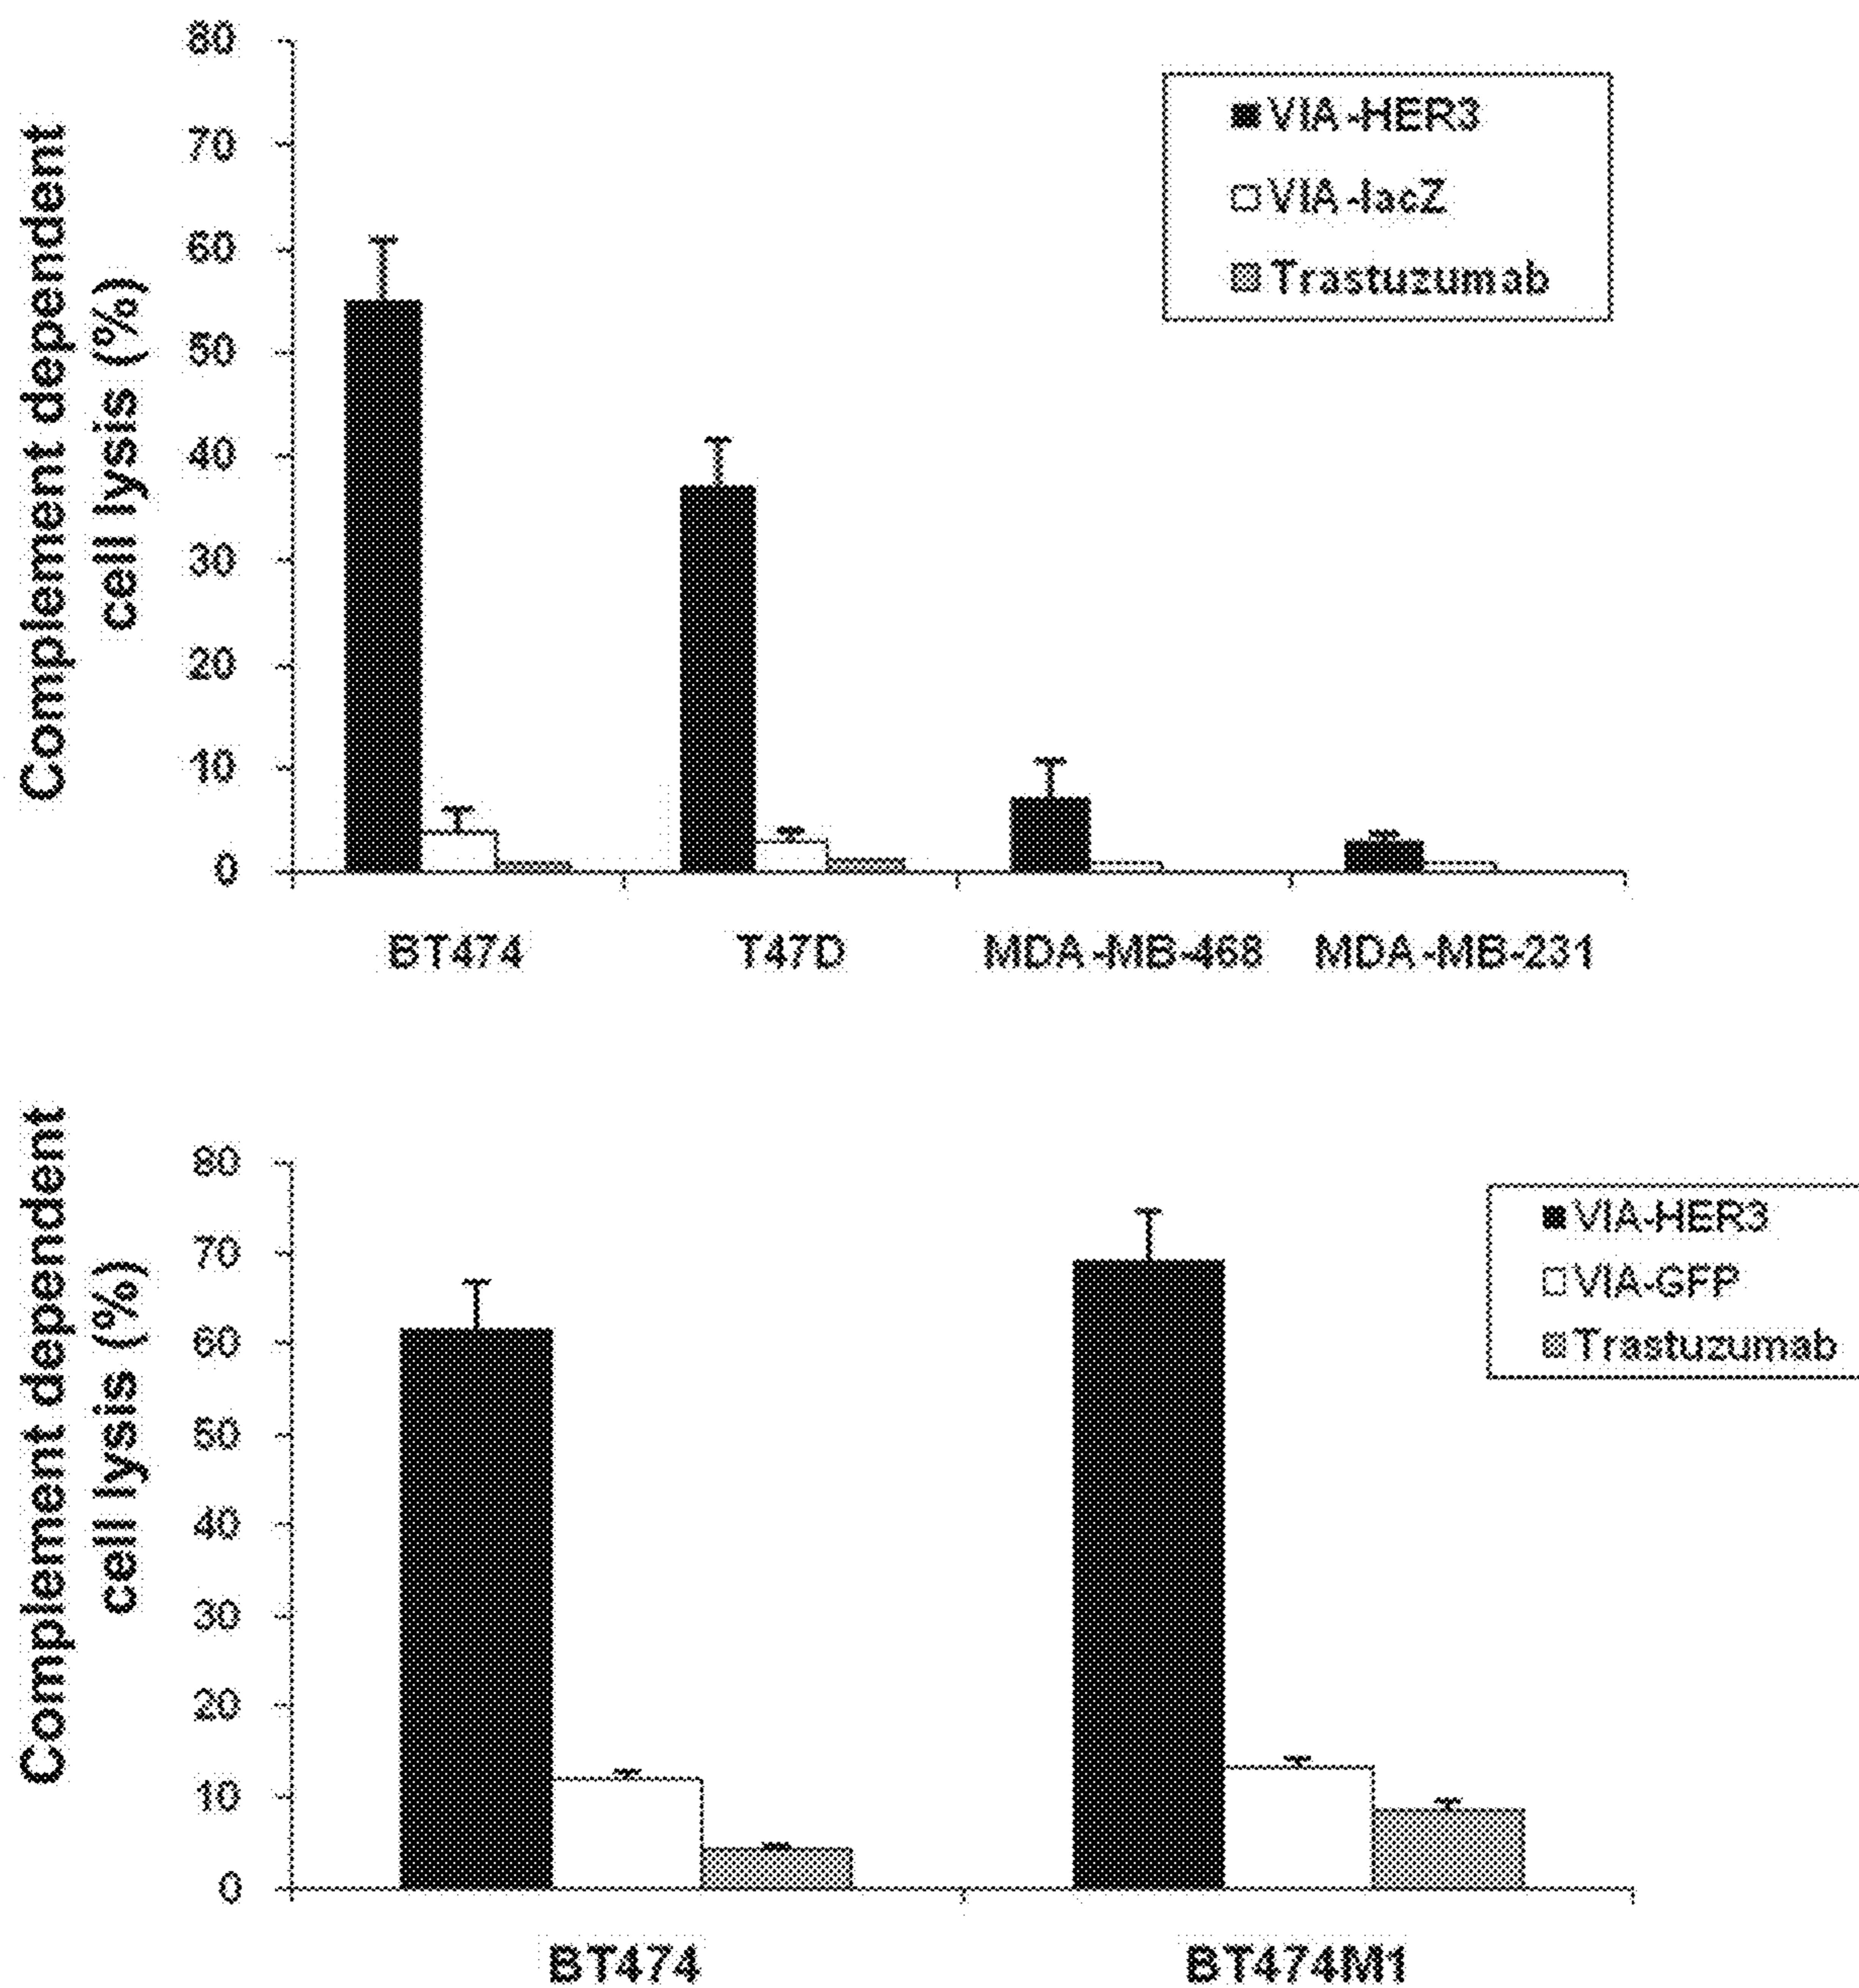 Complement dependent
cell lysis (%)
80
70
60
50
40
30
20
10
0
VIA-HER3
VIA-lacZ
Trastuzumab
BT474
T47D
MDA-MB-468
MDA-MB-231
Complement dependent
cell lysis (%)
80
70
60
50
40
30
20
10
0
VIA-HER3
VIA-GFP
Trastuzumab
BT474
BT474M1